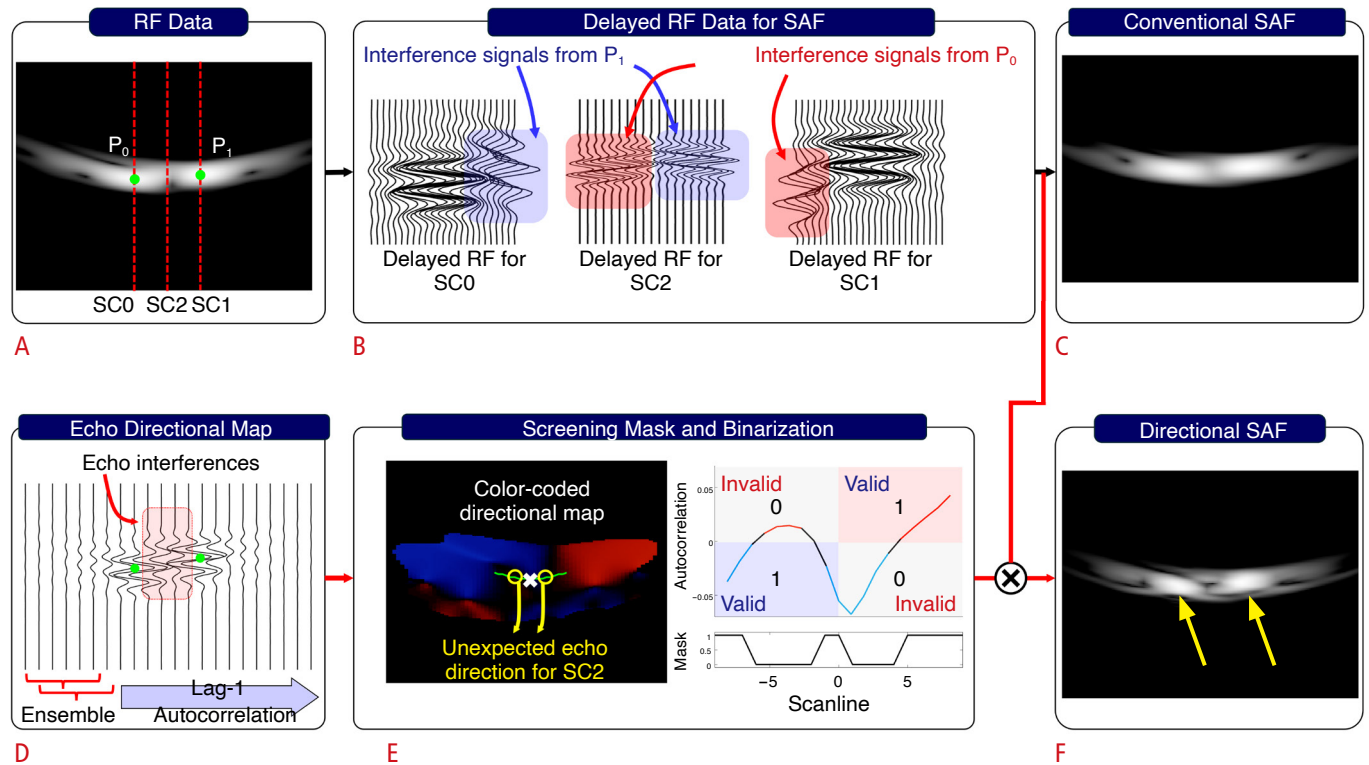 RF Data
P0
P1
SC0 SC2 SC1
A
Delayed RF Data for SAF
Interference signals from P1
Interference signals from P0
Delayed RF for
SC0
Delayed RF for
SC2
Delayed RF for
SC1
B
Conventional SAF
C
Echo Directional Map
Echo interferences
Lag-1
Ensemble
Autocorrelation
D
Screening Mask and Binarization
Color-coded
directional map
Unexpected echo
direction for SC2
Autocorrelation
0.05
0
−0.05
Invalid
0
Valid
1
1
Valid
0
Invalid
Mask
1
0.5
0
−5 0 5
Scanline
E
Directional SAF
F